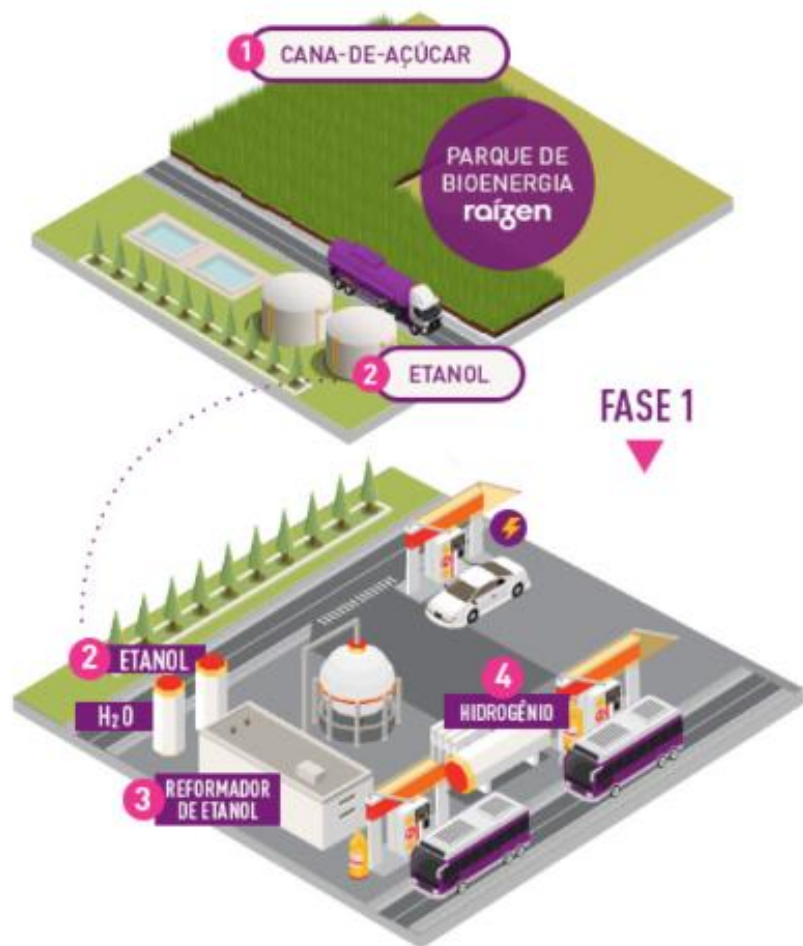 1 CANA-DE-AÇÚCAR
PARQUE DE
BIOENERGIA
raízen
2 ETANOL
FASE 1
2 ETANOL
H₂O
4
HIDROGÊNIO
3 REFORMADOR
DE ETANOL